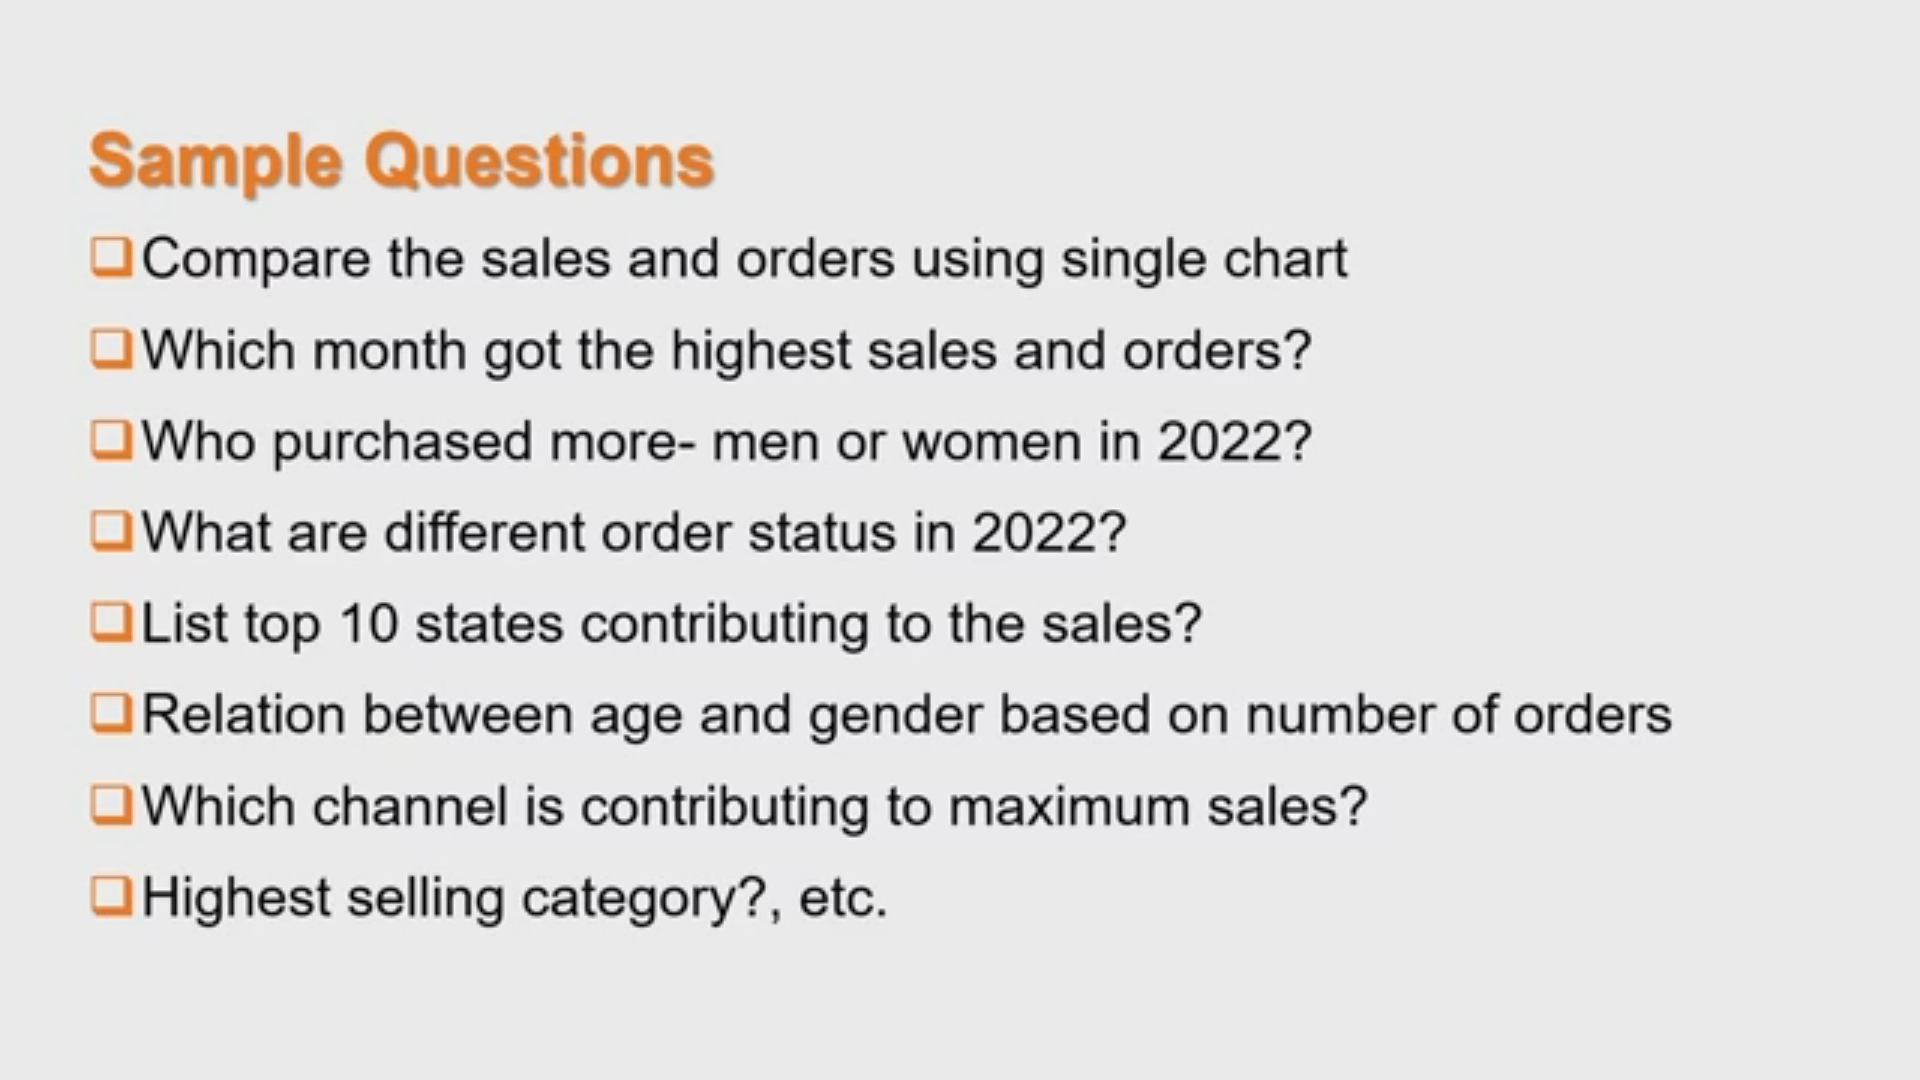 Sample Questions
Compare the sales and orders using single chart
Which month got the highest sales and orders?
Who purchased more- men or women in 2022?
What are different order status in 2022?
List top 10 states contributing to the sales?
Relation between age and gender based on number of orders
Which channel is contributing to maximum sales?
Highest selling category?, etc.